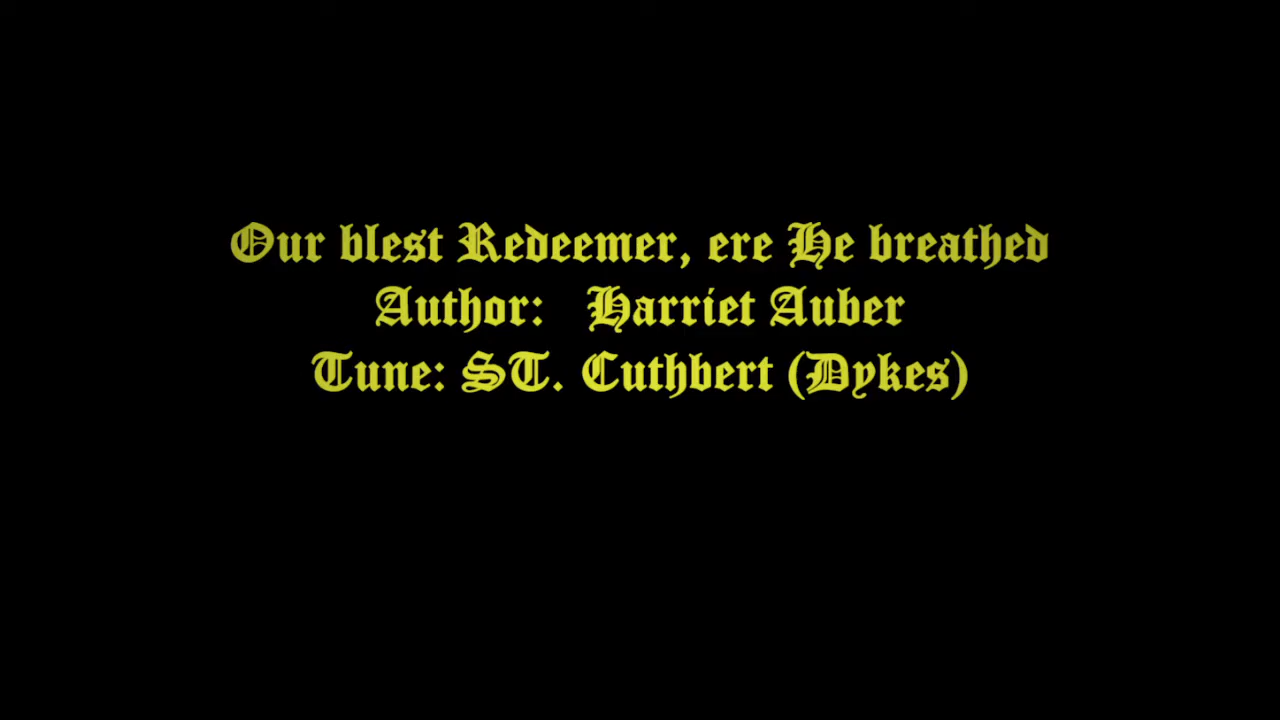 Our blest Redeemer, ere He breathed
Author: Harriet Auber
Tune: ST. Cuthbert (Dykes)